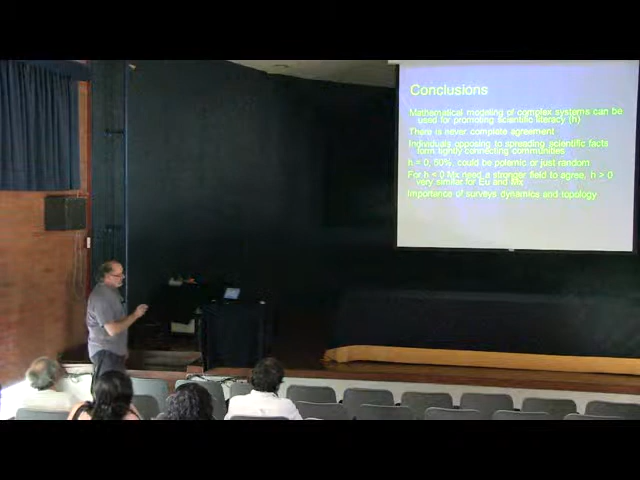 Conclusions
Mathematical modeling of complex systems can be
used for promoting scientific literacy (h)
There is never complete agreement
Individuals opposing to spreading scientific facts
form tightly connecting communities
h = 0, 50%, could be polemic or just random
For h < 0 Mx need a stronger field to agree, h > 0
very similar for Eu and Mx
Importance of surveys dynamics and topology